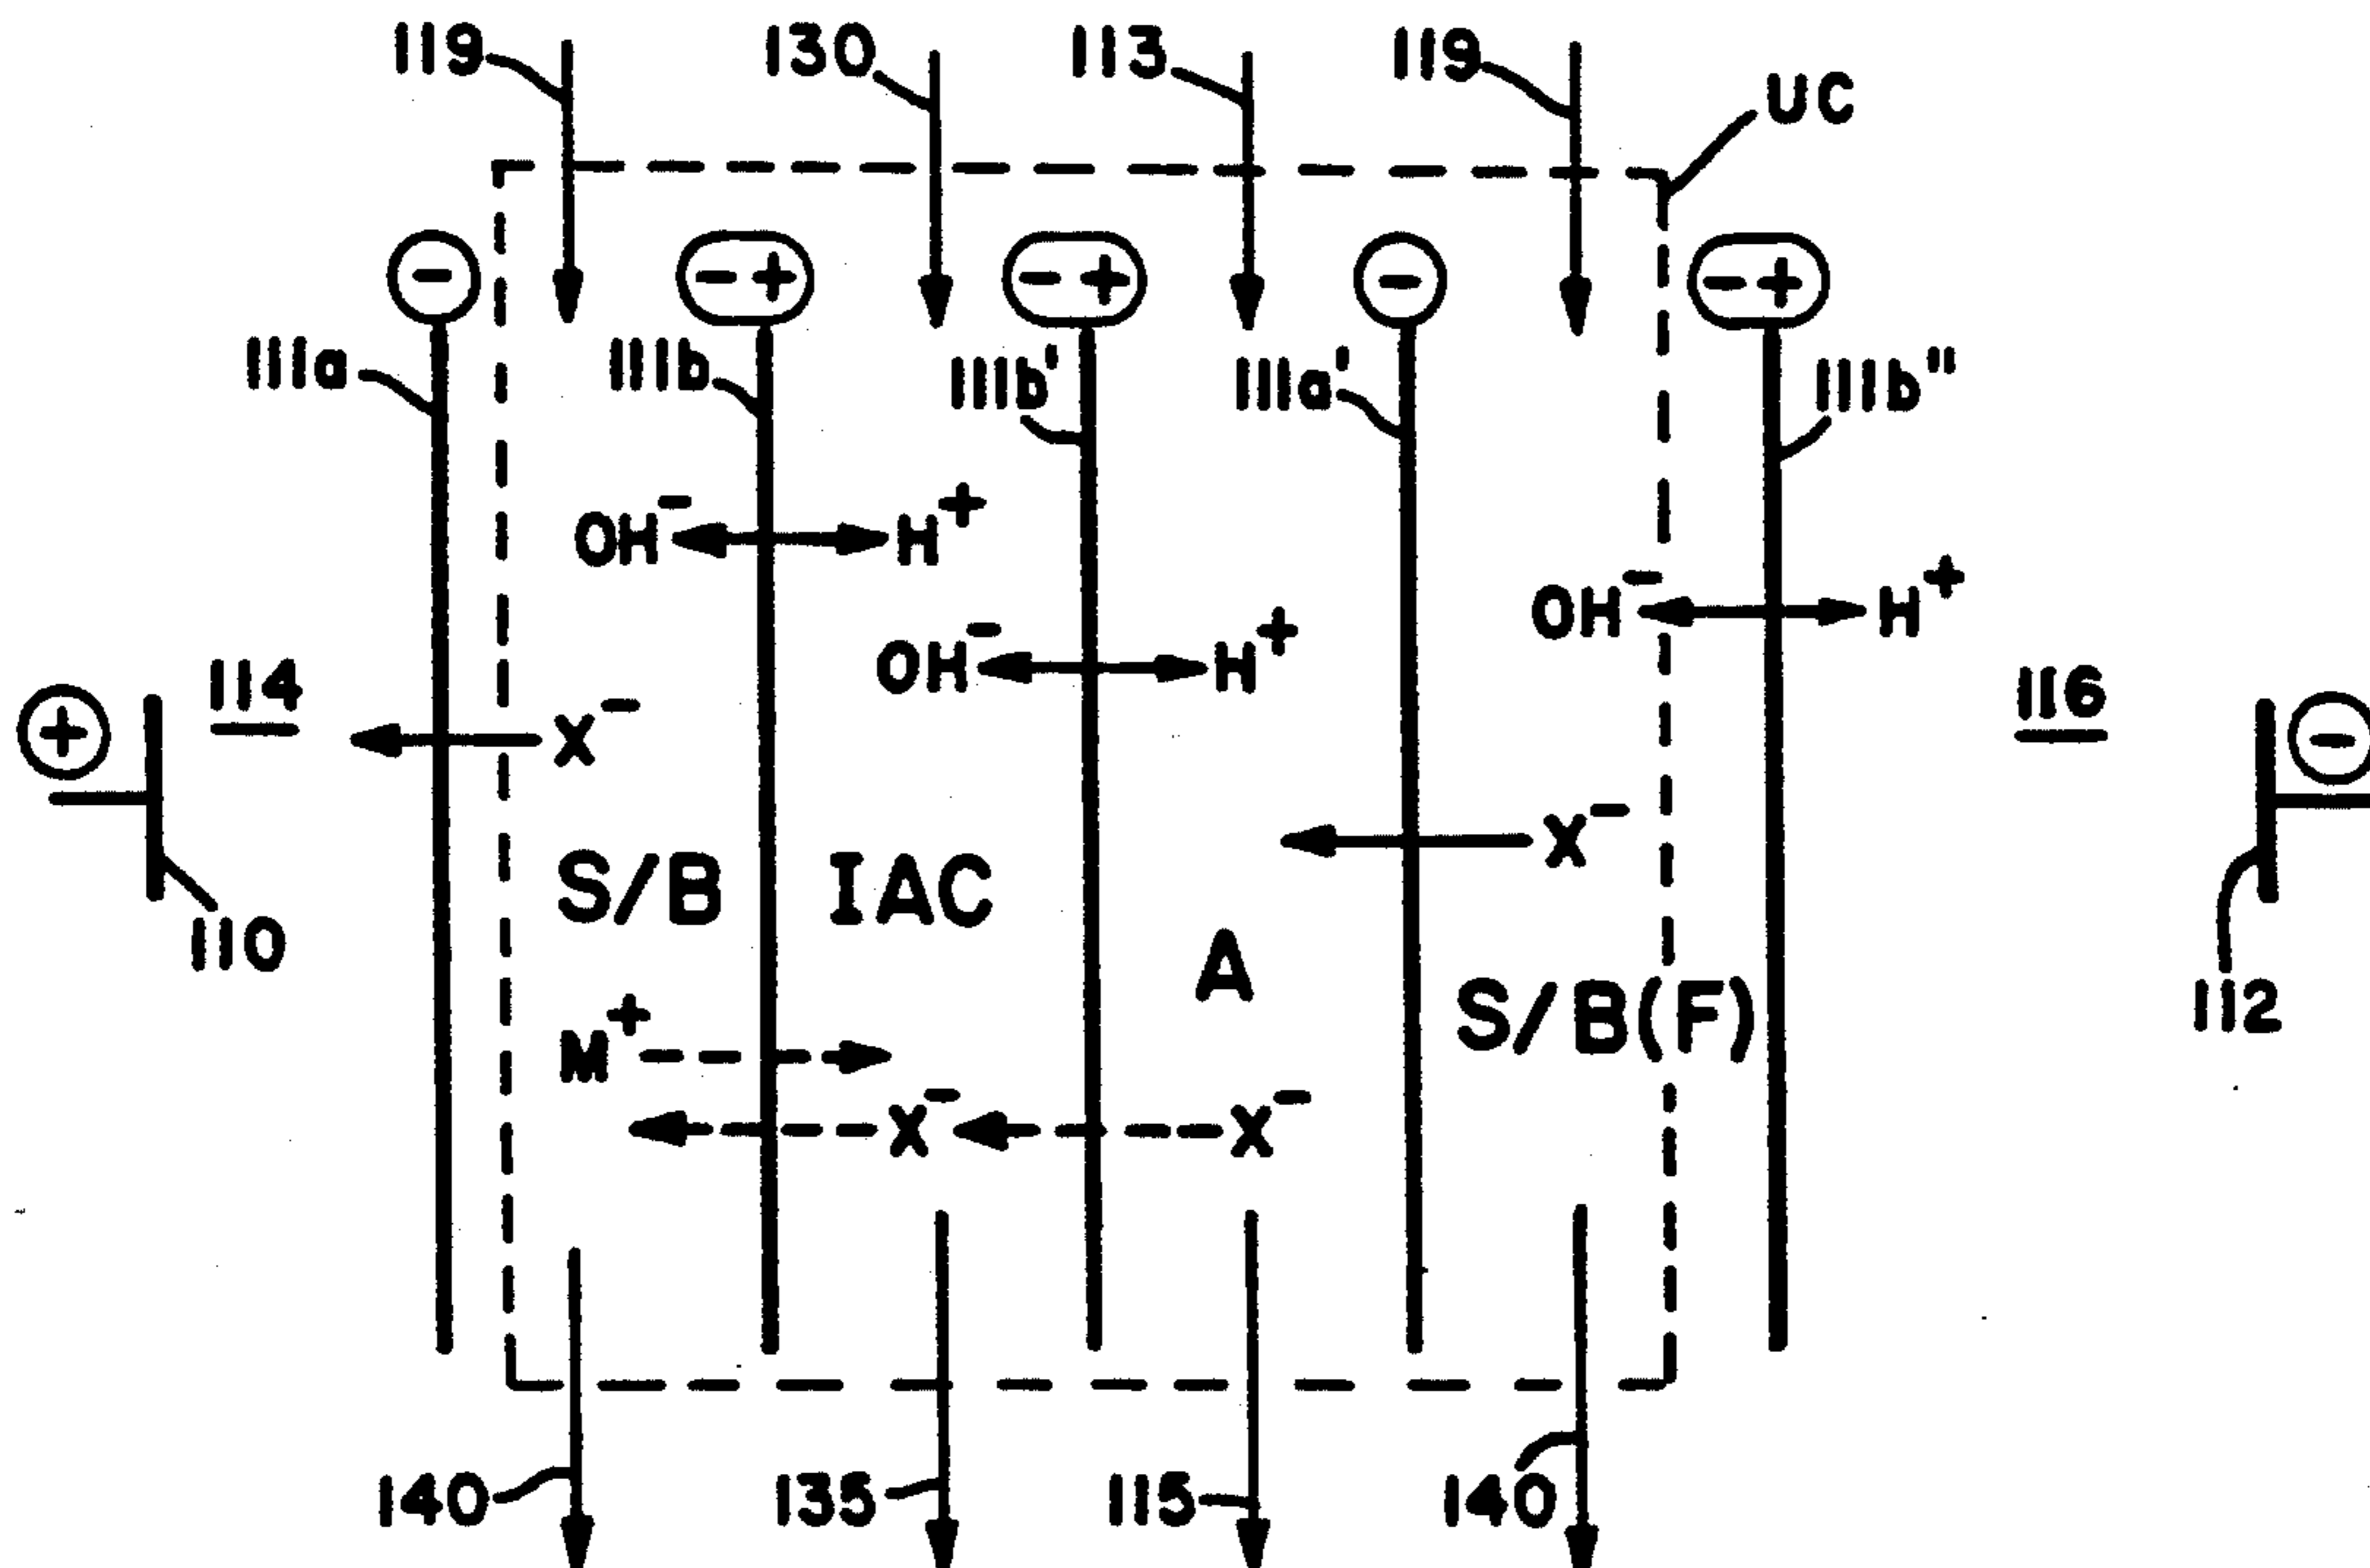 119 130 113 119 UC
− − + − + − − +
111a 111b 111b' 111a' 111b"
OH⁻ H⁺
OH⁻ H⁺
OH⁻ H⁺
+ 114 X⁻ 116 −
X⁻
S/B IAC
110 A
S/B(F) 112
M⁺
X⁻ X⁻
140 135 115 140